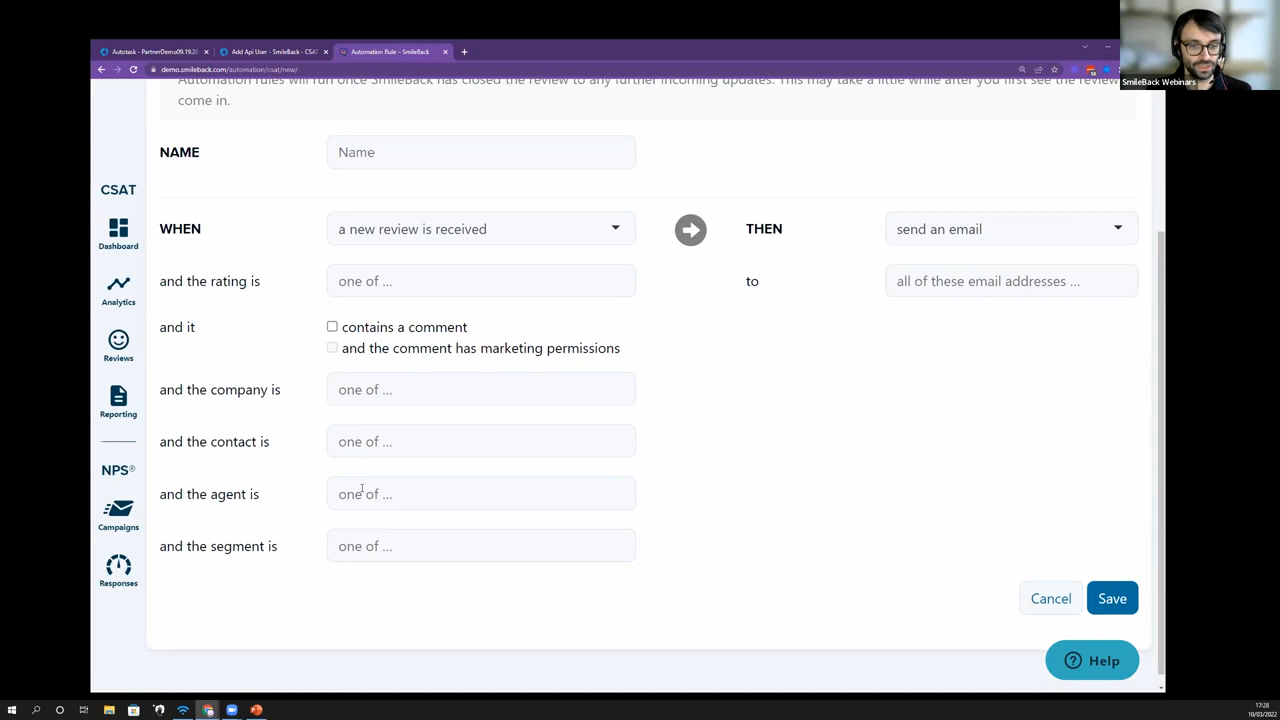 Autotask - PartnerDemo09.19.20
Add Api User - SmileBack - CSAT
Automation Rule – SmileBack
demo.smileback.com/automation/csat/new/
SmileBack Webinars
Automation rules will run once SmileBack has closed the review to any further incoming updates. This may take a little while after you first see the review
come in.
NAME
Name
CSAT
WHEN
a new review is received
THEN
send an email
Dashboard
and the rating is
one of ...
to
all of these email addresses ...
Analytics
and it
contains a comment
and the comment has marketing permissions
Reviews
and the company is
one of ...
Reporting
and the contact is
one of ...
NPS®
and the agent is
one of ...
Campaigns
and the segment is
one of ...
Responses
Cancel
Save
Help
17:28
10/03/2022